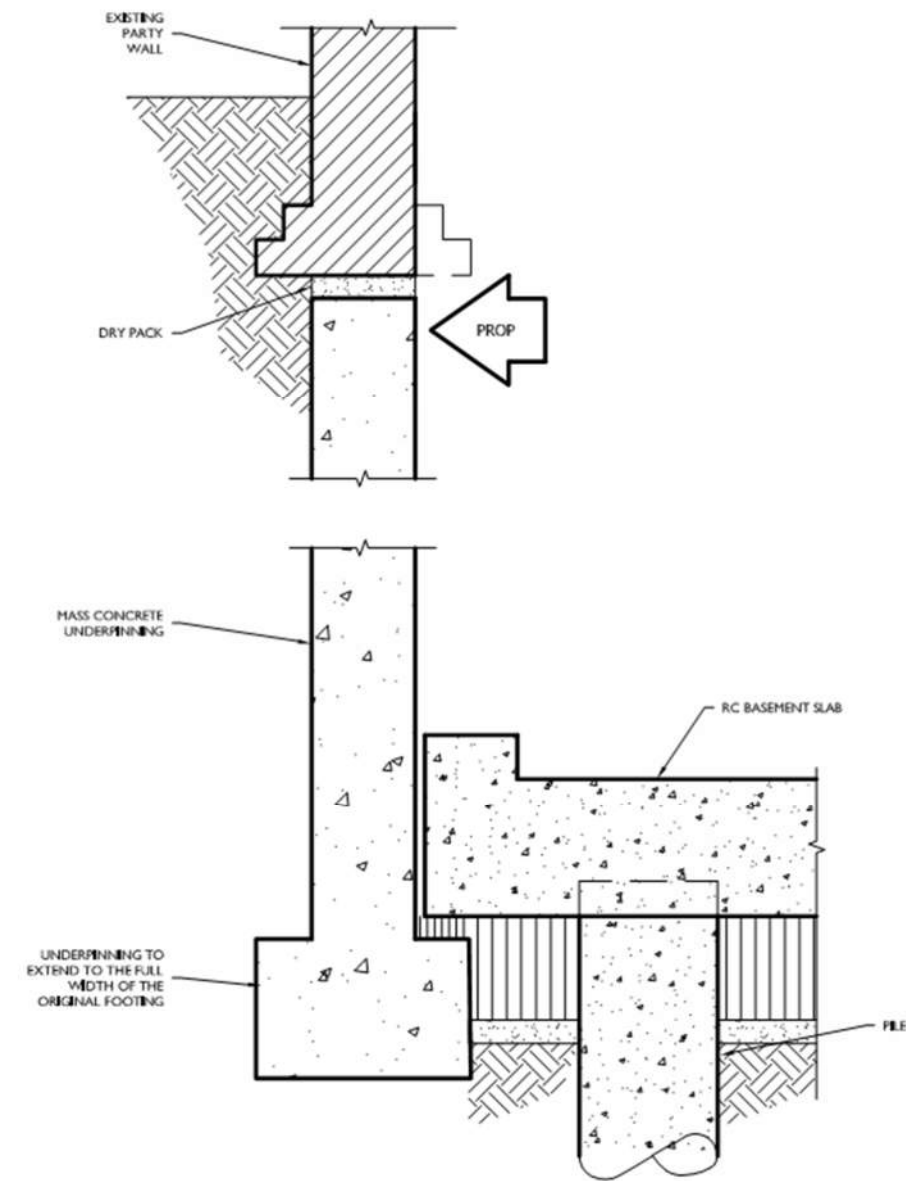 EXISTING
PARTY
WALL
DRY PACK
PROP
MASS CONCRETE
UNDERPINNING
RC BASEMENT SLAB
UNDERPINNING TO
EXTEND TO THE FULL
WIDTH OF THE
ORIGINAL FOOTING
PILE